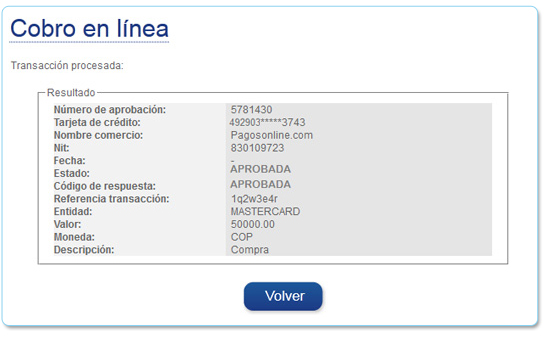 Cobro en línea
Transacción procesada:
Resultado
Número de aprobación: 5781430
Tarjeta de crédito: 492903*****3743
Nombre comercio: Pagosonline.com
Nit: 830109723
Fecha: -
Estado: APROBADA
Código de respuesta: APROBADA
Referencia transacción: 1q2w3e4r
Entidad: MASTERCARD
Valor: 50000.00
Moneda: COP
Descripción: Compra
Volver